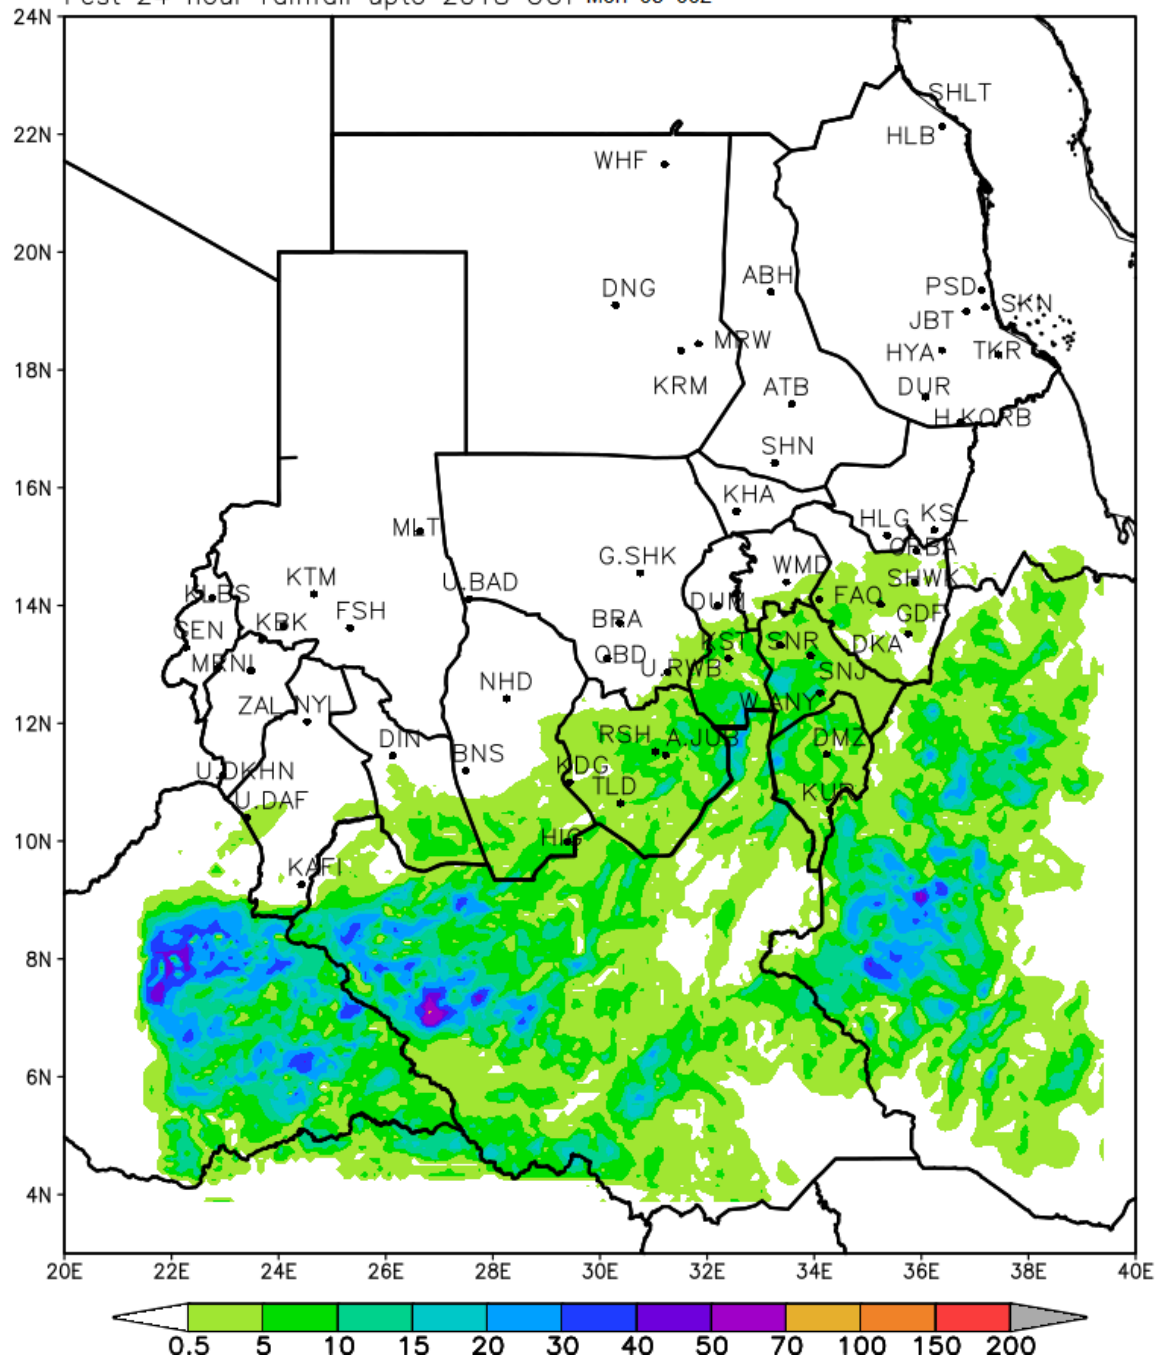 24N
SHLT
22N
HLB
WHF
20N
ABH
DNG
PSD
SKN
JBT
MRW
HYA
TKR
18N
KRM
ATB
DUR
H.KORB
SHN
16N
KHA
HLG
KSL
MLT
GRBA
G.SHK
WMD
SHWK
KTM
U.BAD
KLBS
DUM
FAO
14N
FSH
GDF
KBK
BRA
GEN
KST
SNR
DKA
OBD
MRNI
U.RWB
SNJ
NHD
ZAL
NYL
W.ANY
12N
RSH
A.JUB
DMZ
DIN
BNS
KDG
U.DKHN
TLD
KUR
U.DAF
10N
HIG
KAFI
8N
6N
4N
20E 22E 24E 26E 28E 30E 32E 34E 36E 38E 40E
0.5 5 10 15 20 30 40 50 70 100 150 200